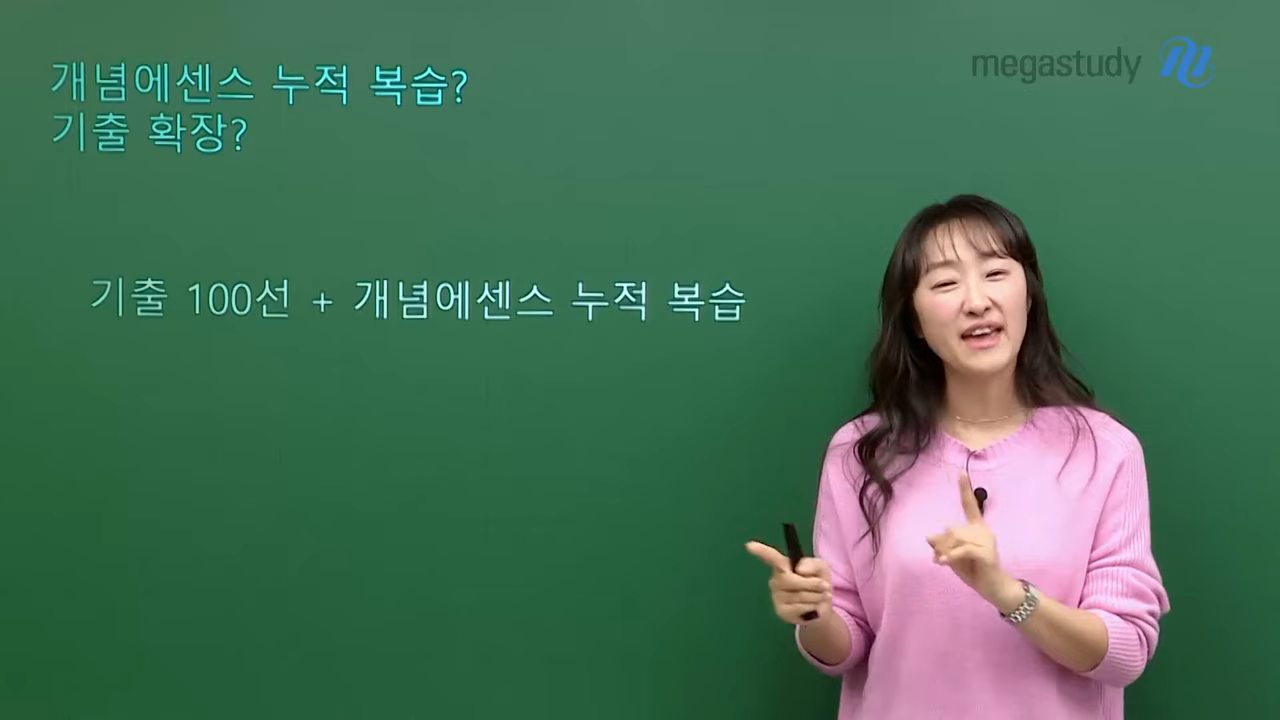 개념에센스 누적 복습?
기출 확장?
megastudy
기출 100선 + 개념에센스 누적 복습